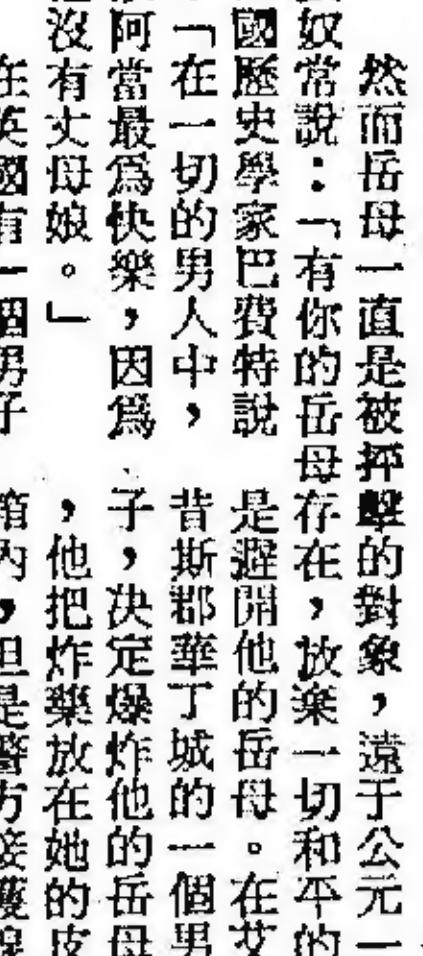 然而岳母一直是被抨擊的對象，遠于公元一
奴常說：「有你的岳母存在，放棄一切和平的
國歷史學家巴費特說
「在一切的男人中，
阿當最爲快樂，因爲
沒有丈母娘。」
在英國有一個男子
是避開他的岳母。在艾
昔斯郡華丁城的一個男
子，決定爆炸他的岳母
，他把炸藥放在她的皮
箱內，但是警方接獲線